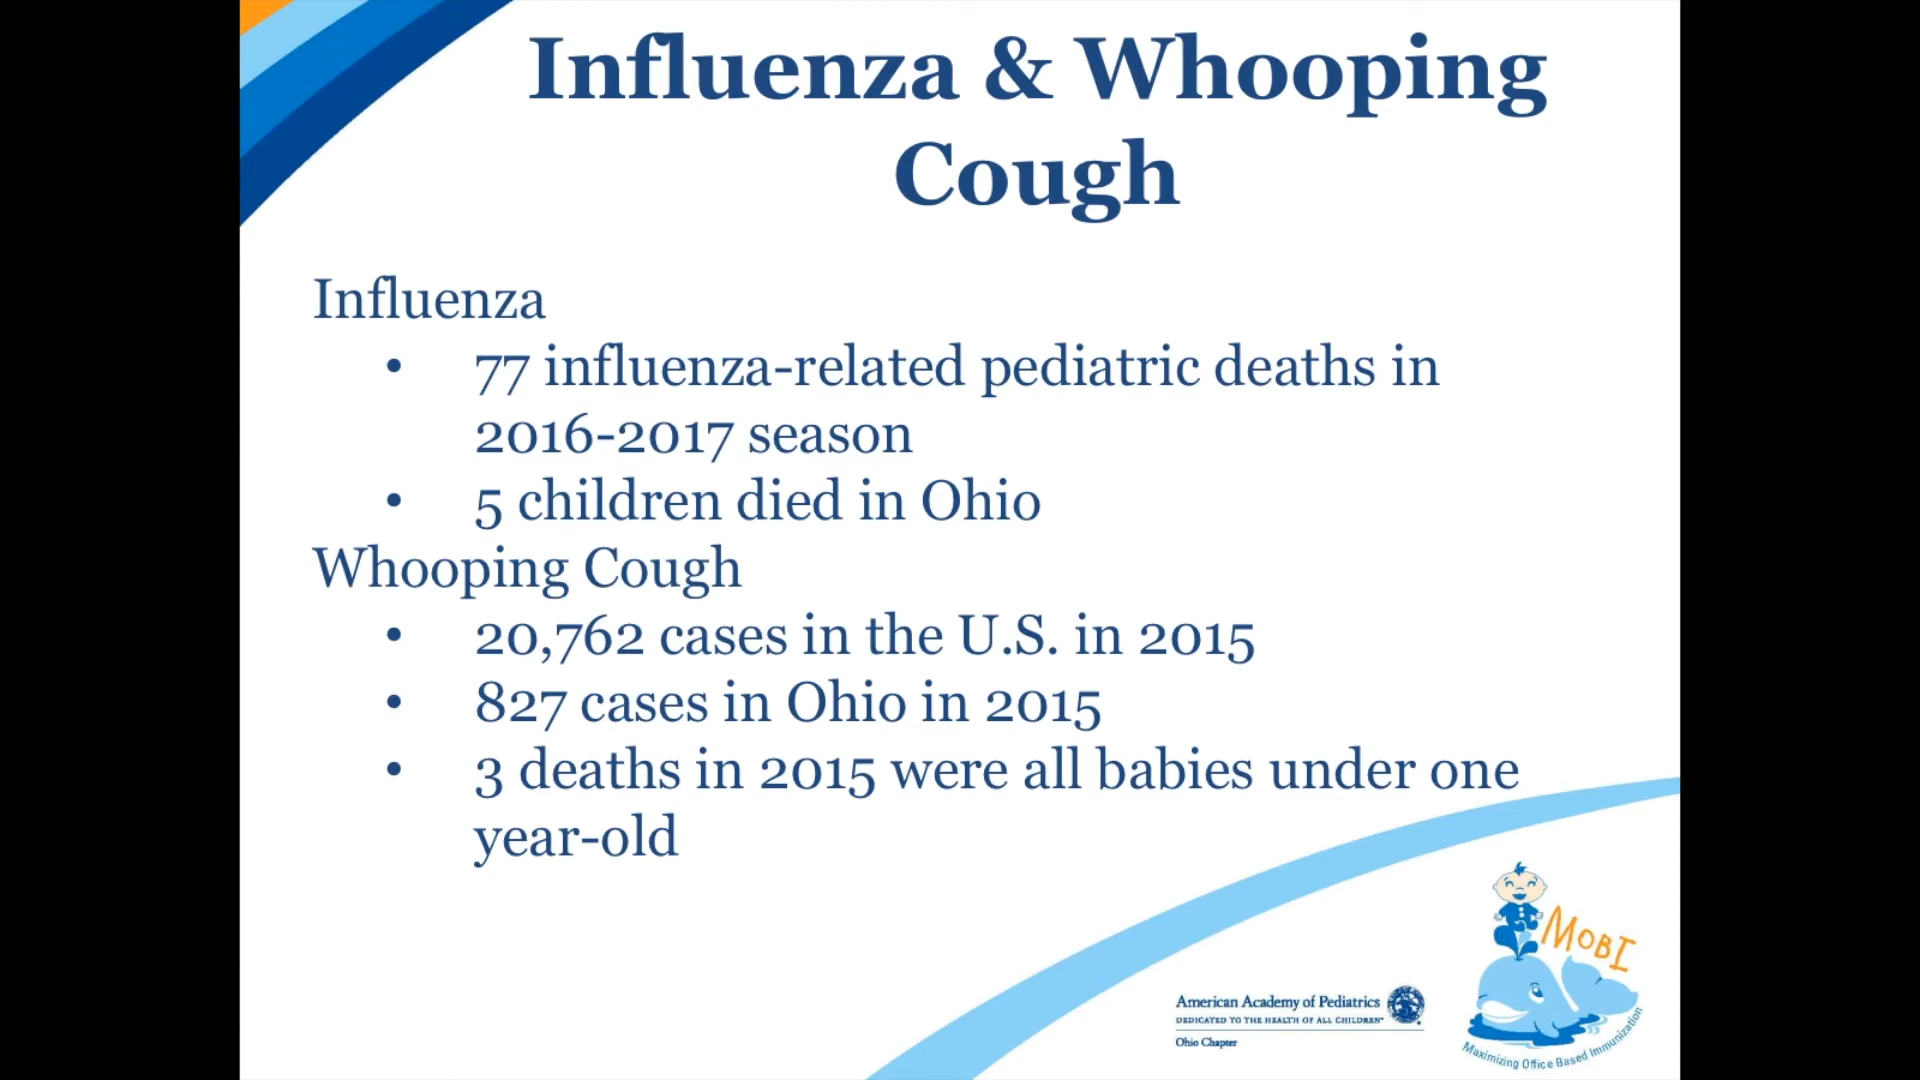 Influenza & Whooping
Cough
Influenza
• 77 influenza-related pediatric deaths in
2016-2017 season
• 5 children died in Ohio
Whooping Cough
• 20,762 cases in the U.S. in 2015
• 827 cases in Ohio in 2015
• 3 deaths in 2015 were all babies under one
year-old
MOBI
American Academy of Pediatrics
DEDICATED TO THE HEALTH OF ALL CHILDREN™
Ohio Chapter
Maximizing Office Based Immunization